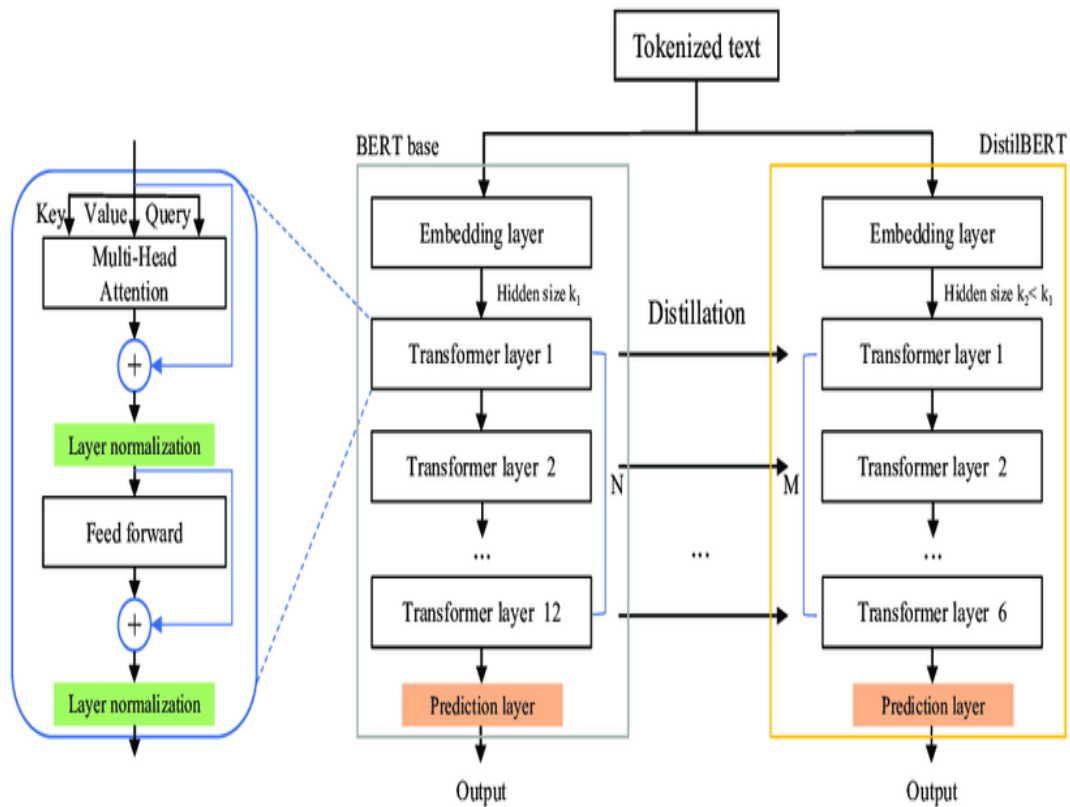 Tokenized text
BERT base
DistilBERT
Key Value Query
Multi-Head
Attention
+
Layer normalization
Feed forward
+
Layer normalization
Embedding layer
Hidden size k₁
Transformer layer 1
Transformer layer 2
...
Transformer layer 12
N
Prediction layer
Output
Distillation
...
Embedding layer
Hidden size k₂< k₁
Transformer layer 1
Transformer layer 2
...
Transformer layer 6
M
Prediction layer
Output